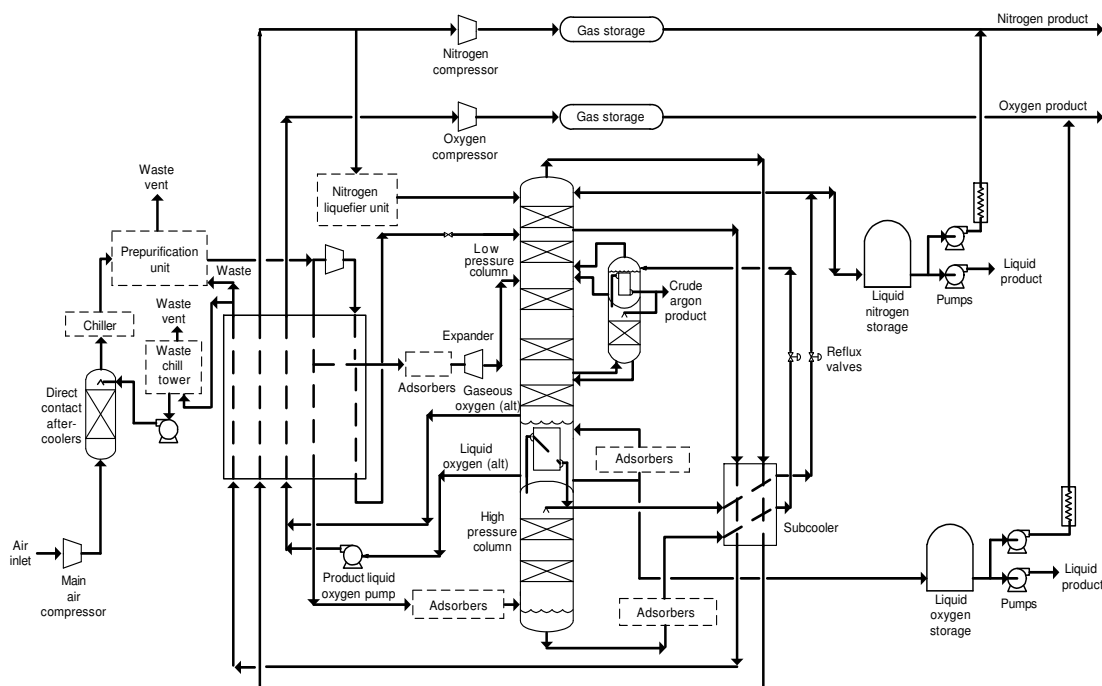 Nitrogen product
Gas storage
Nitrogen
compressor
Oxygen product
Gas storage
Oxygen
compressor
Waste
vent
Nitrogen
liquefier unit
Prepurification
unit
Waste
Low
pressure
column
Crude
argon
product
Liquid
product
Pumps
Liquid
nitrogen
storage
Chiller
Waste
vent
Waste
chill
tower
Expander
Adsorbers
Gaseous
oxygen (alt)
Reflux
valves
Direct
contact
after-
coolers
Liquid
oxygen (alt)
Adsorbers
High
pressure
column
Subcooler
Air
inlet
Main
air
compressor
Product liquid
oxygen pump
Adsorbers
Adsorbers
Liquid
product
Pumps
Liquid
oxygen
storage